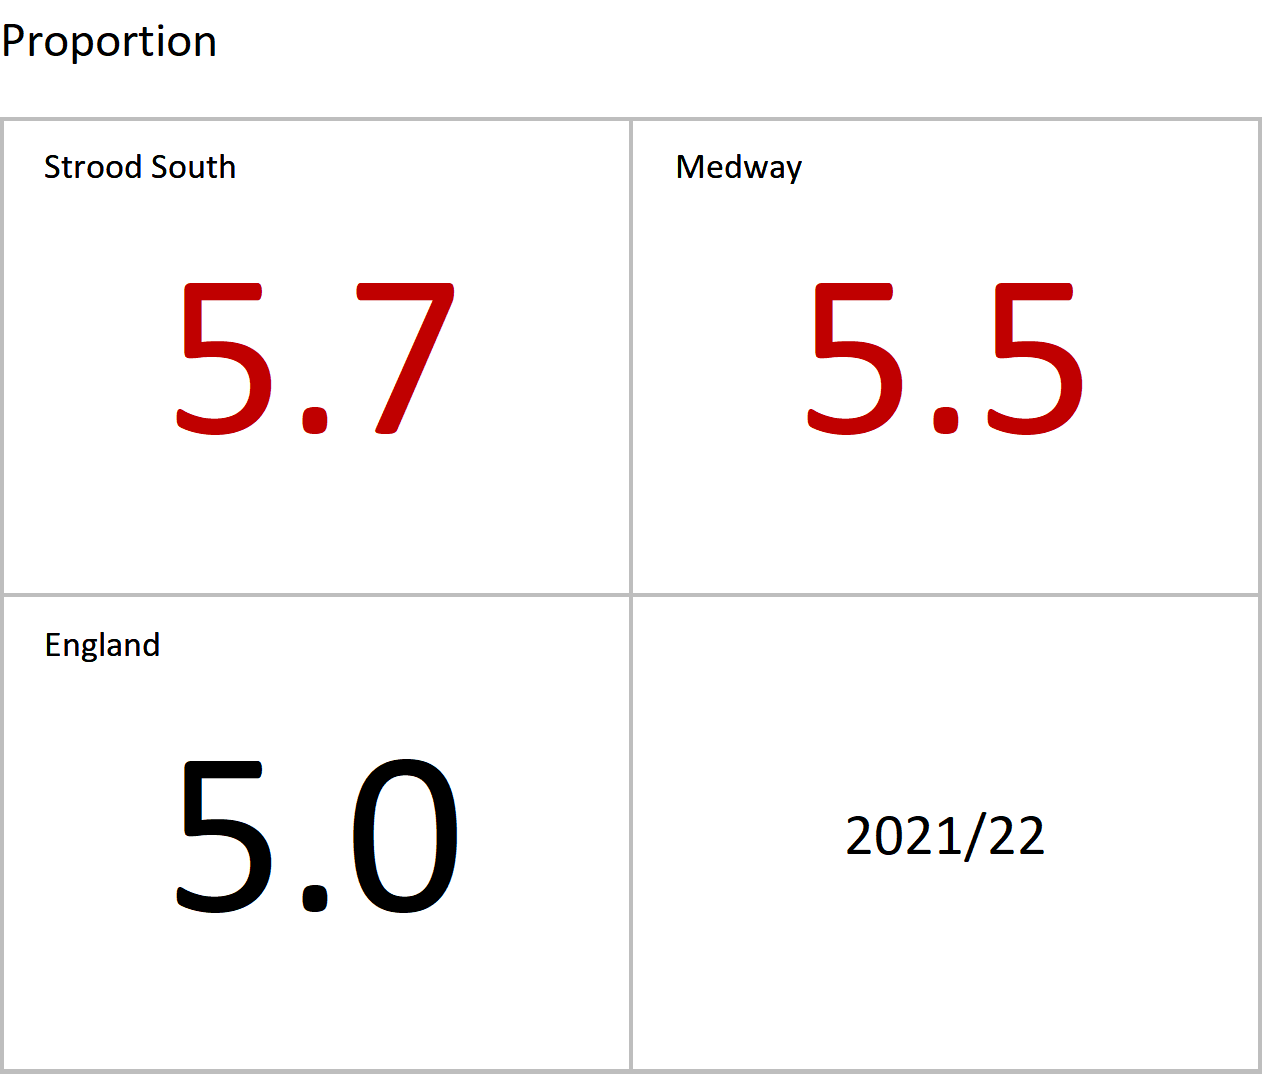 Proportion
Strood South
5.7
Medway
5.5
England
5.0
2021/22